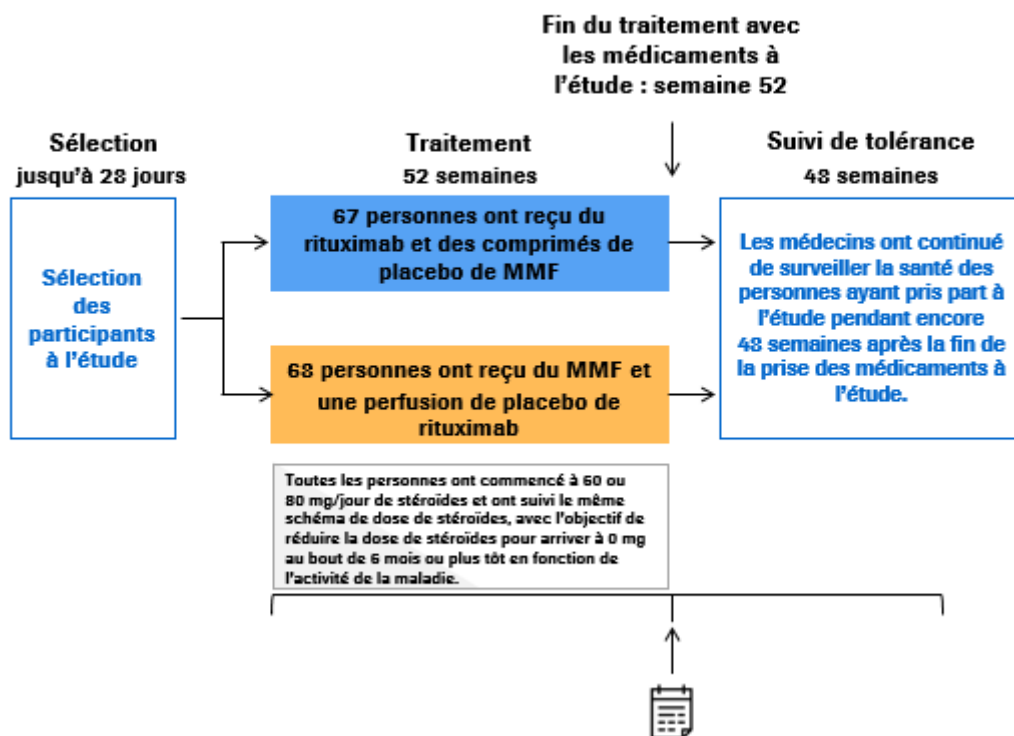 Fin du traitement avec
les médicaments à
l'étude : semaine 52
Sélection
jusqu'à 28 jours
Traitement
52 semaines
Suivi de tolérance
48 semaines
Sélection
des
participants
à l'étude
67 personnes ont reçu du
rituximab et des comprimés de
placebo de MMF
68 personnes ont reçu du MMF et
une perfusion de placebo de
rituximab
Les médecins ont continué
de surveiller la santé des
personnes ayant pris part à
l'étude pendant encore
48 semaines après la fin de
la prise des médicaments à
l'étude.
Toutes les personnes ont commencé à 60 ou
80 mg/jour de stéroïdes et ont suivi le même
schéma de dose de stéroïdes, avec l'objectif de
réduire la dose de stéroïdes pour arriver à 0 mg
au bout de 6 mois ou plus tôt en fonction de
l'activité de la maladie.